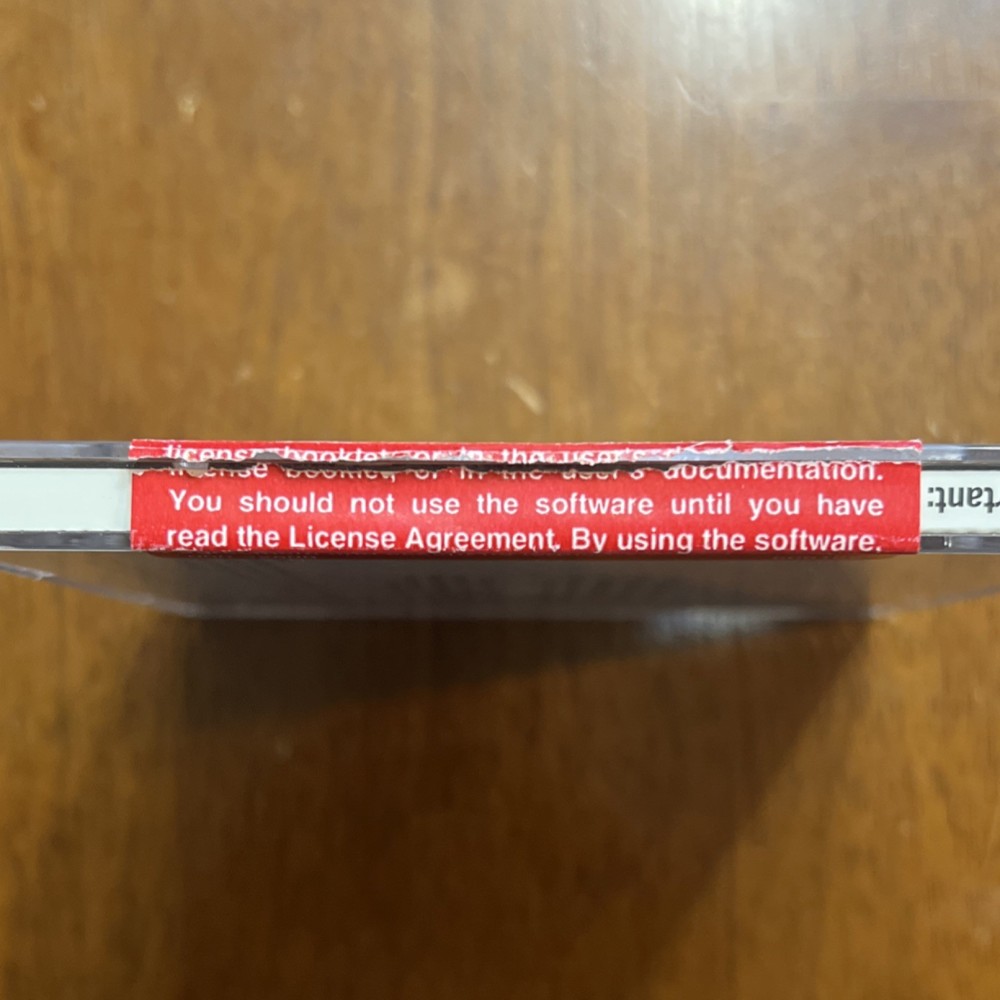 license booklet, or in the user's documentation.
You should not use the software until you have
read the License Agreement. By using the software,
rtant: